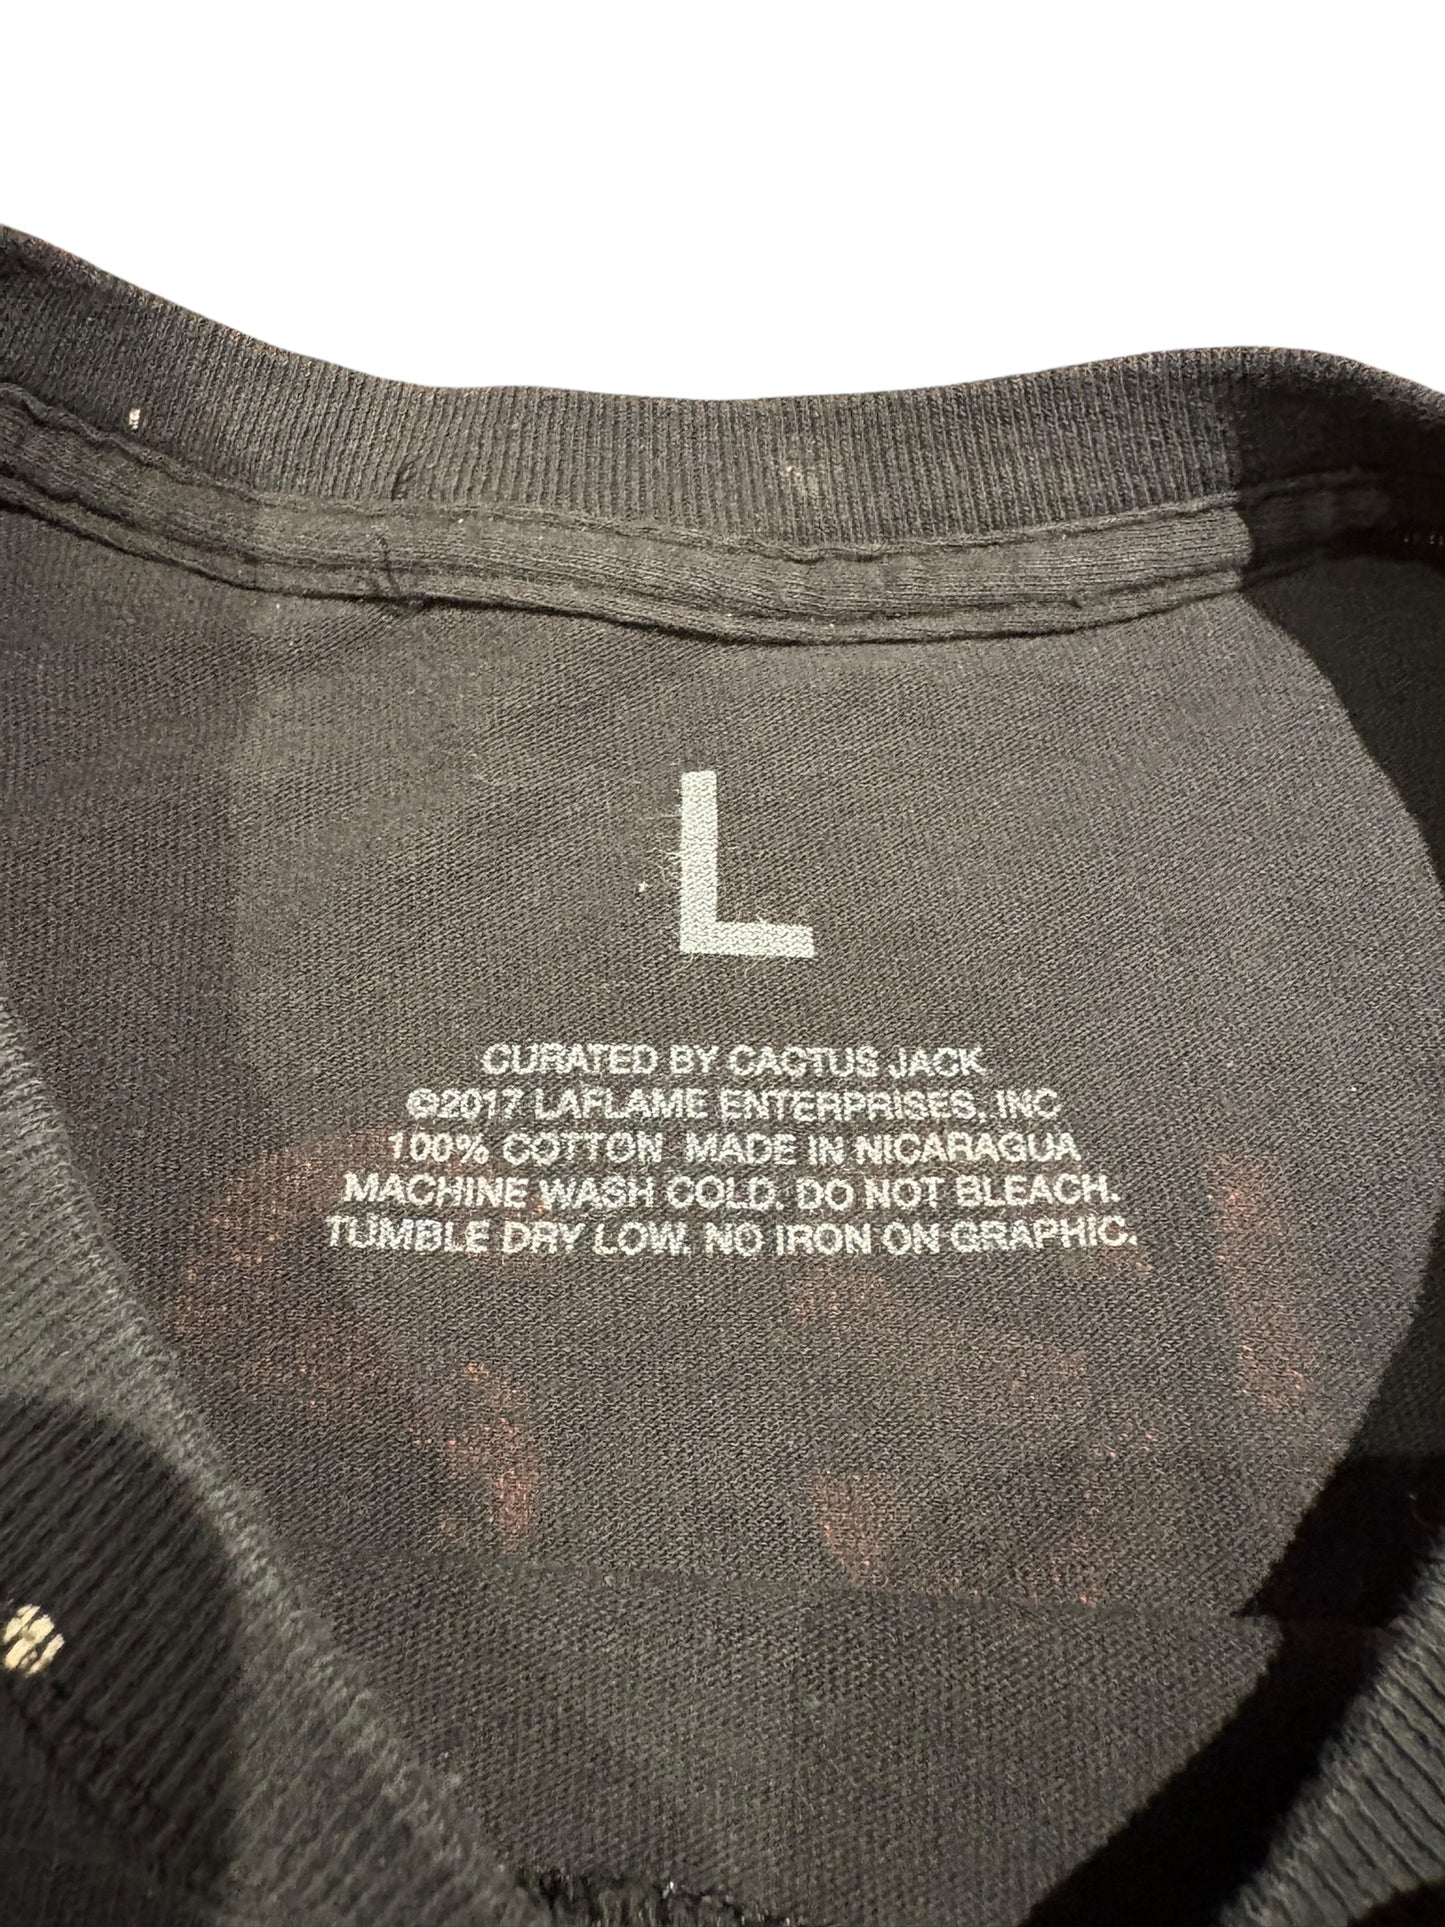 L
CURATED BY CACTUS JACK
©2017 LAFLAME ENTERPRISES, INC
100% COTTON MADE IN NICARAGUA
MACHINE WASH COLD. DO NOT BLEACH.
TUMBLE DRY LOW. NO IRON ON GRAPHIC.